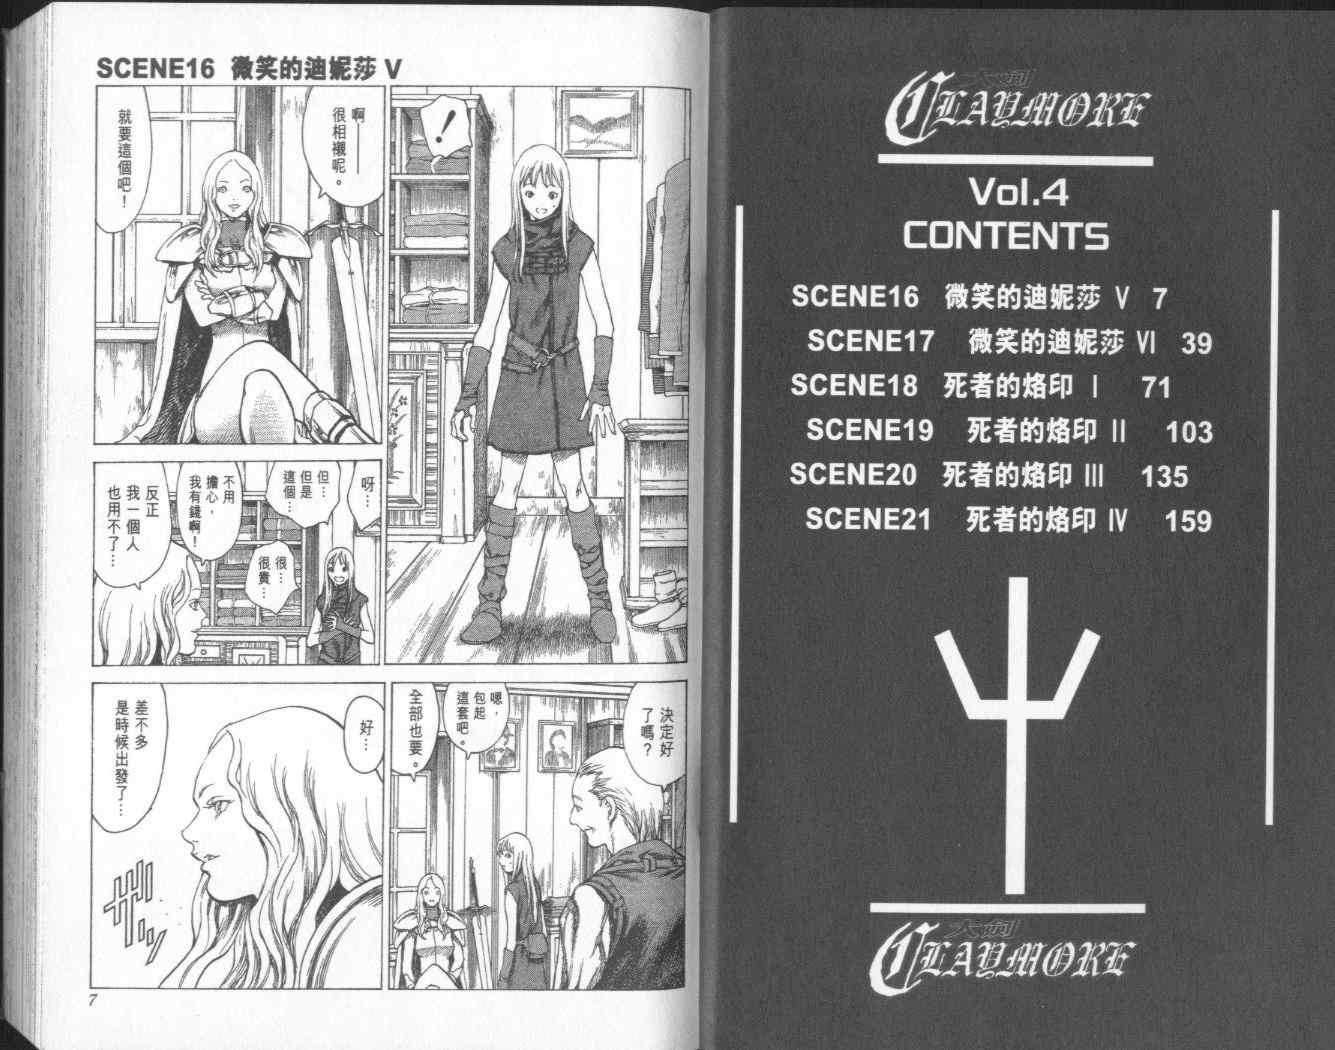 大劍
CLAYMORE
Vol.4
CONTENTS
SCENE16 微笑的迪妮莎 Ⅴ 7
SCENE17 微笑的迪妮莎 Ⅵ 39
SCENE18 死者的烙印 Ⅰ 71
SCENE19 死者的烙印 Ⅱ 103
SCENE20 死者的烙印 Ⅲ 135
SCENE21 死者的烙印 Ⅳ 159
大劍
CLAYMORE
SCENE16 微笑的迪妮莎 Ⅴ
！
啊——
很相襯呢。
就要這個吧！
呀…
但…
但是
這個…
很…
很貴…
不用
擔心，
我有錢啊！
反正
我一個人
也用不了…
決定好
了嗎？
嗯，
包起
這套吧。
全部也要。
好…
差不多
是時候出發了…
7